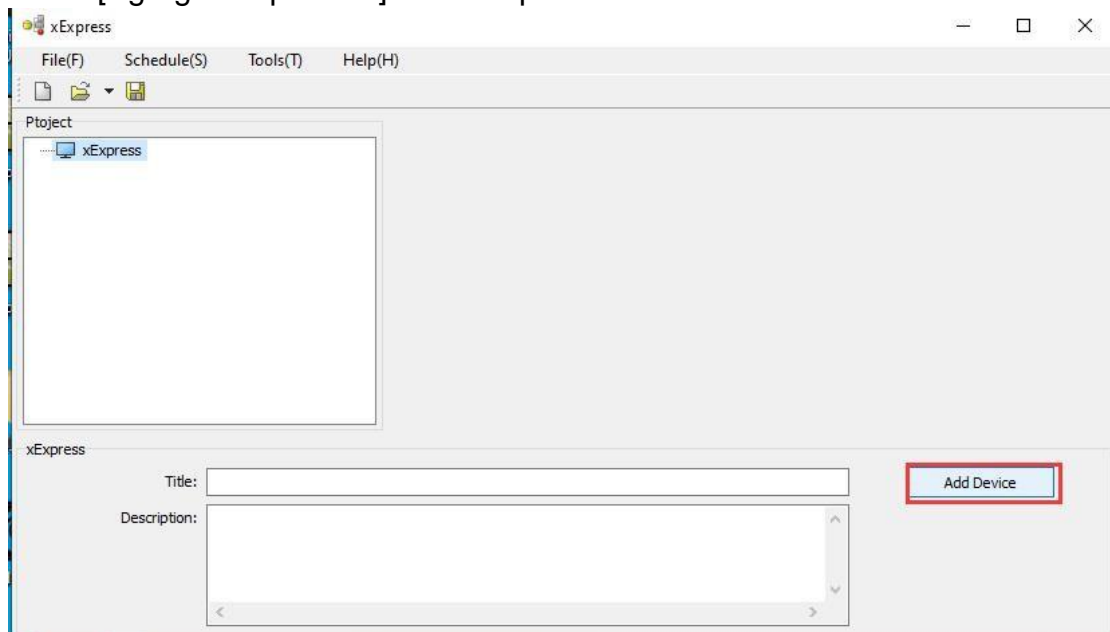 xExpress
File(F) Schedule(S) Tools(T) Help(H)
Ptoject
xExpress
xExpress
Title:
Add Device
Description: